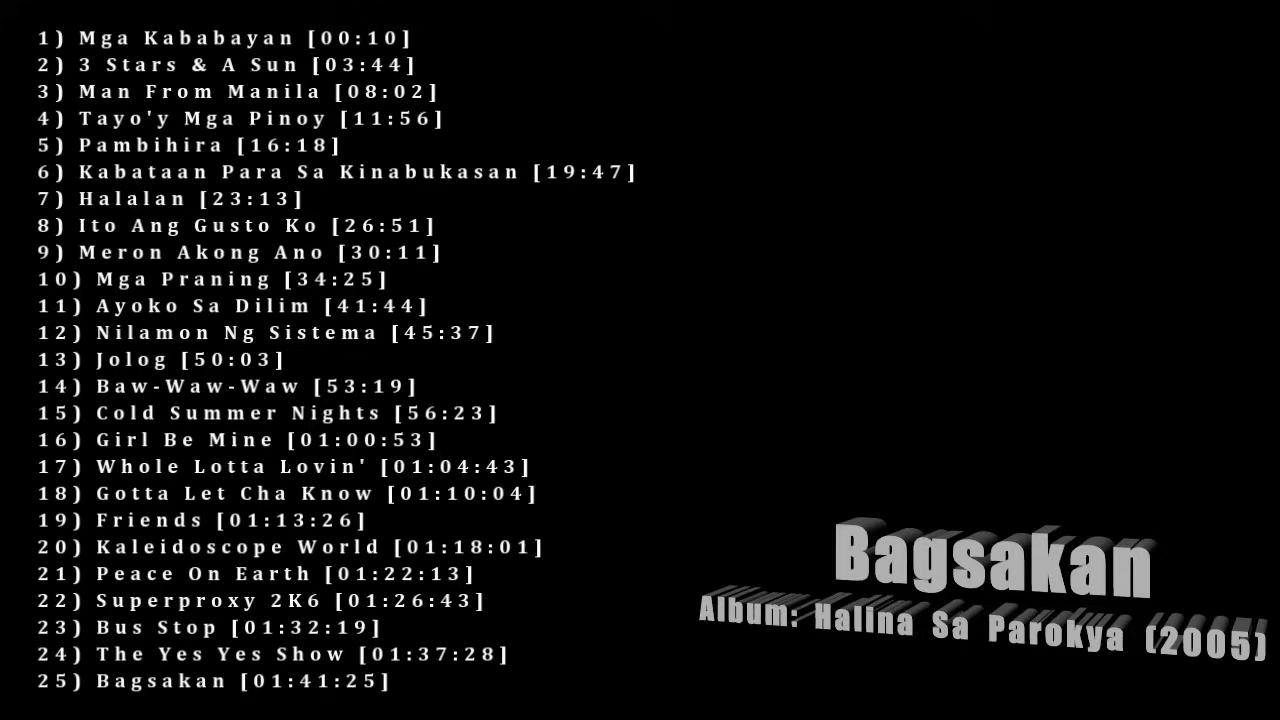 1) Mga Kababayan [00:10]
2) 3 Stars & A Sun [03:44]
3) Man From Manila [08:02]
4) Tayo'y Mga Pinoy [11:56]
5) Pambihira [16:18]
6) Kabataan Para Sa Kinabukasan [19:47]
7) Halalan [23:13]
8) Ito Ang Gusto Ko [26:51]
9) Meron Akong Ano [30:11]
10) Mga Praning [34:25]
11) Ayoko Sa Dilim [41:44]
12) Nilamon Ng Sistema [45:37]
13) Jolog [50:03]
14) Baw-Waw-Waw [53:19]
15) Cold Summer Nights [56:23]
16) Girl Be Mine [01:00:53]
17) Whole Lotta Lovin' [01:04:43]
18) Gotta Let Cha Know [01:10:04]
19) Friends [01:13:26]
20) Kaleidoscope World [01:18:01]
21) Peace On Earth [01:22:13]
22) Superproxy 2K6 [01:26:43]
23) Bus Stop [01:32:19]
24) The Yes Yes Show [01:37:28]
25) Bagsakan [01:41:25]
Bagsakan
Album: Halina Sa Parokya (2005)